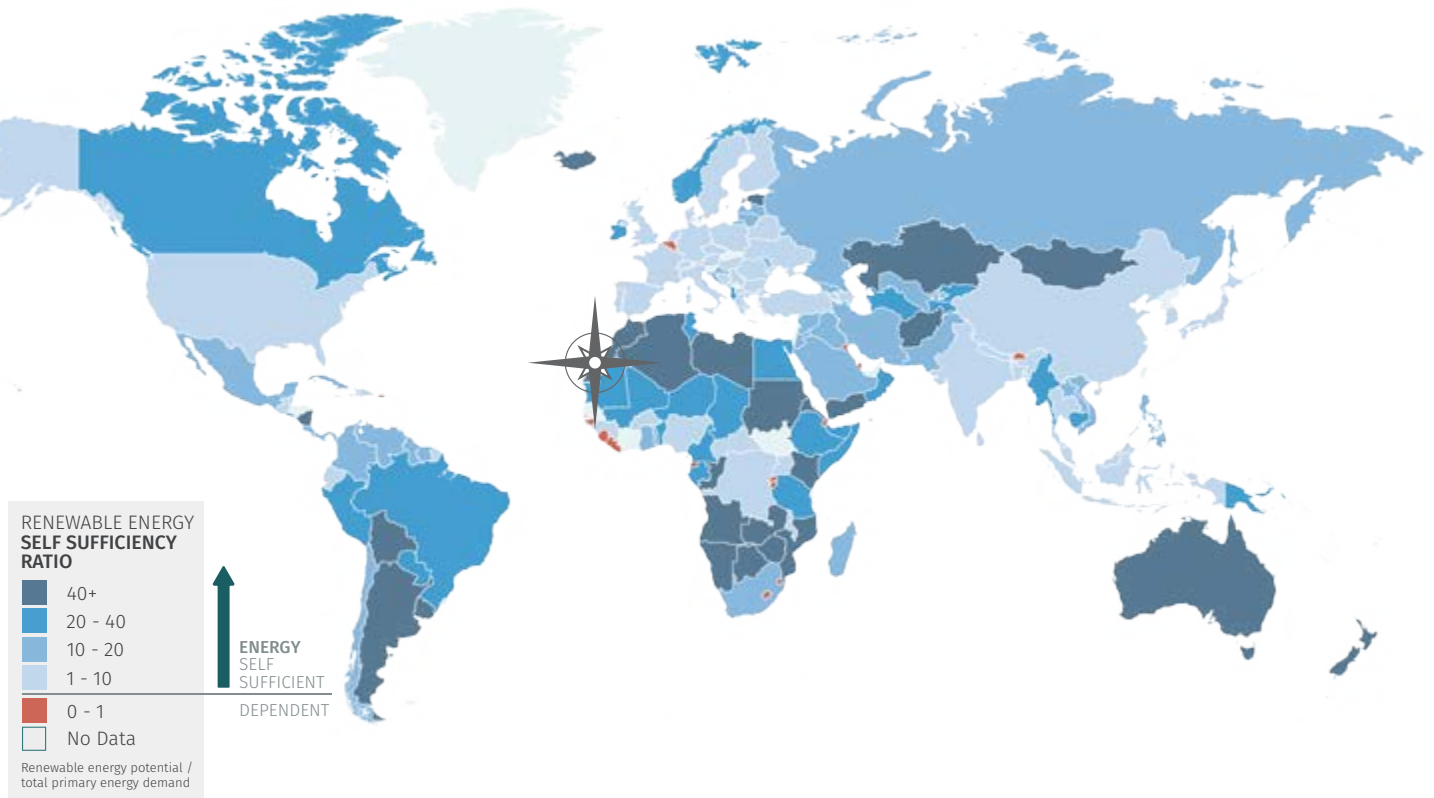 RENEWABLE ENERGY
SELF SUFFICIENCY
RATIO
40+
20 - 40
10 - 20
1 - 10
0 - 1
No Data
Renewable energy potential /
total primary energy demand
ENERGY
SELF
SUFFICIENT
DEPENDENT